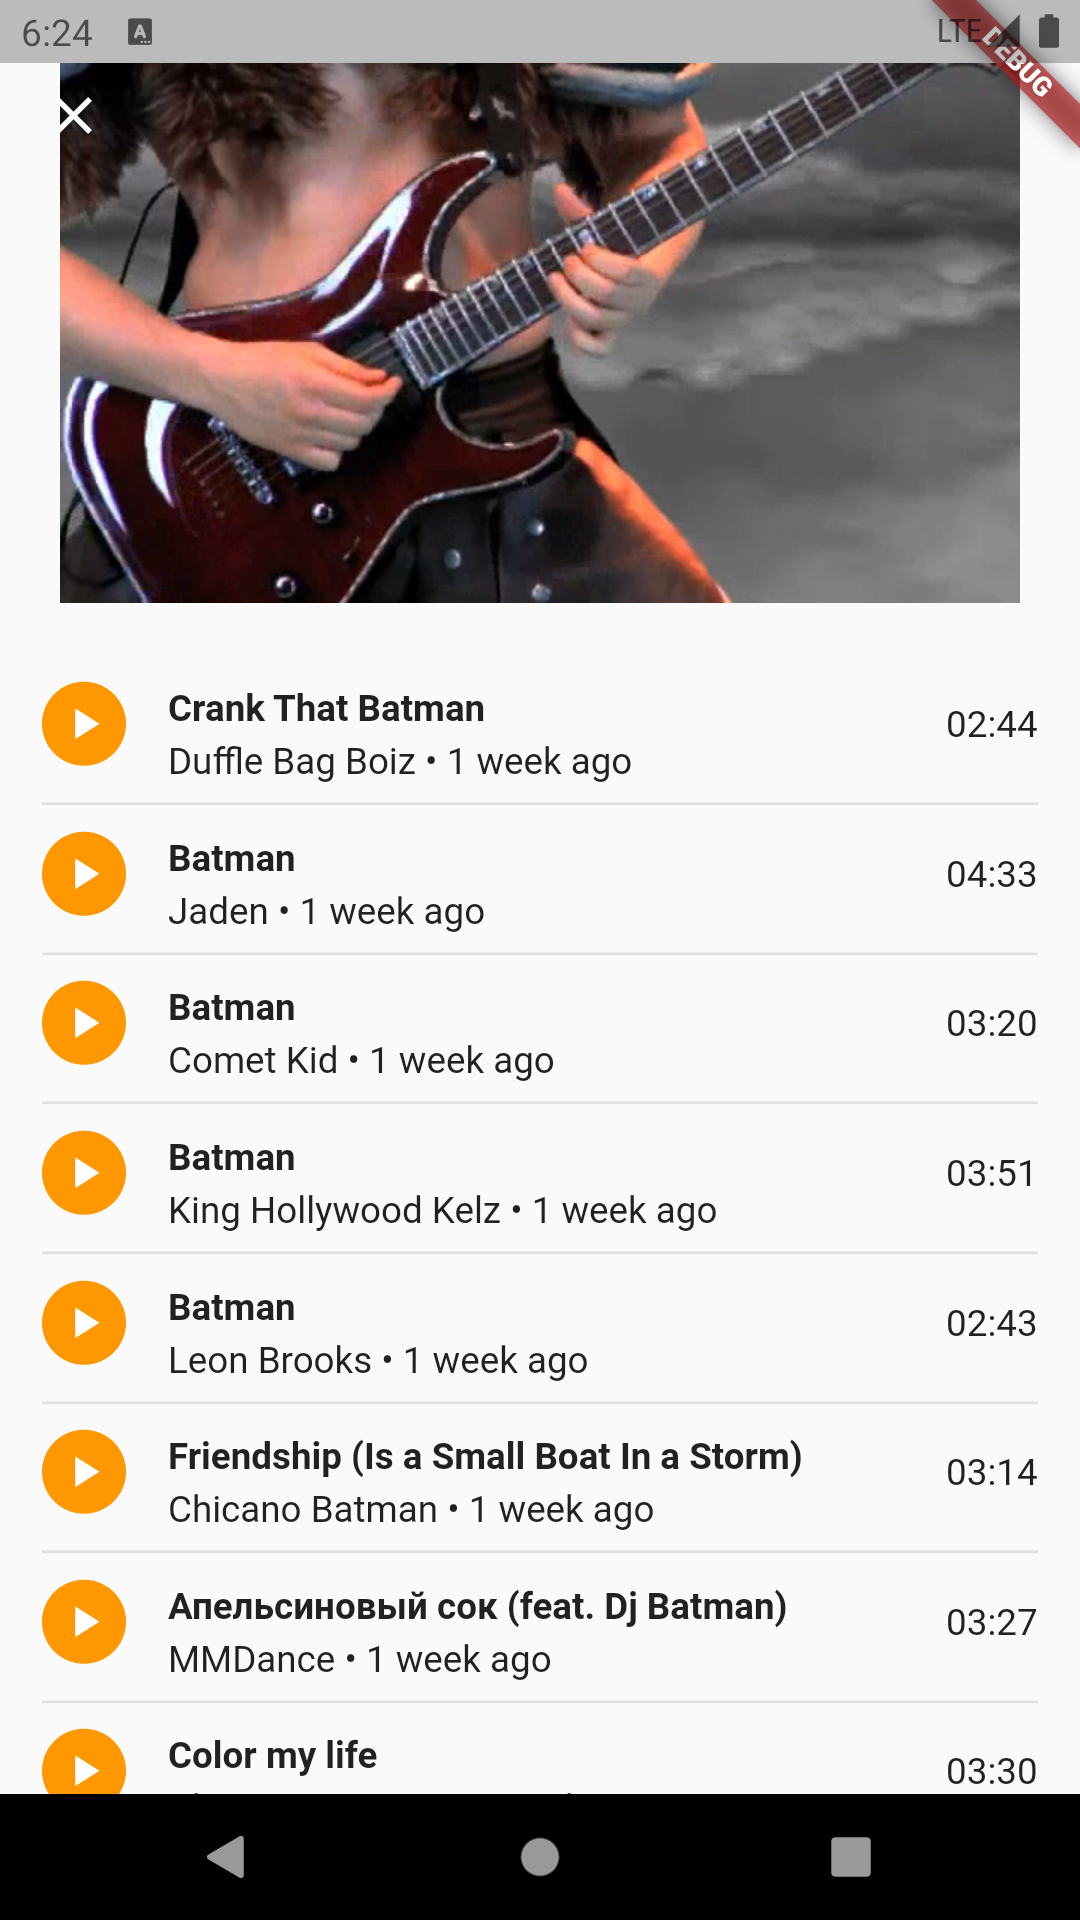 6:24
LTE
DEBUG
Crank That Batman
Duffle Bag Boiz • 1 week ago
02:44
Batman
Jaden • 1 week ago
04:33
Batman
Comet Kid • 1 week ago
03:20
Batman
King Hollywood Kelz • 1 week ago
03:51
Batman
Leon Brooks • 1 week ago
02:43
Friendship (Is a Small Boat In a Storm)
Chicano Batman • 1 week ago
03:14
Апельсиновый сок (feat. Dj Batman)
MMDance • 1 week ago
03:27
Color my life
03:30